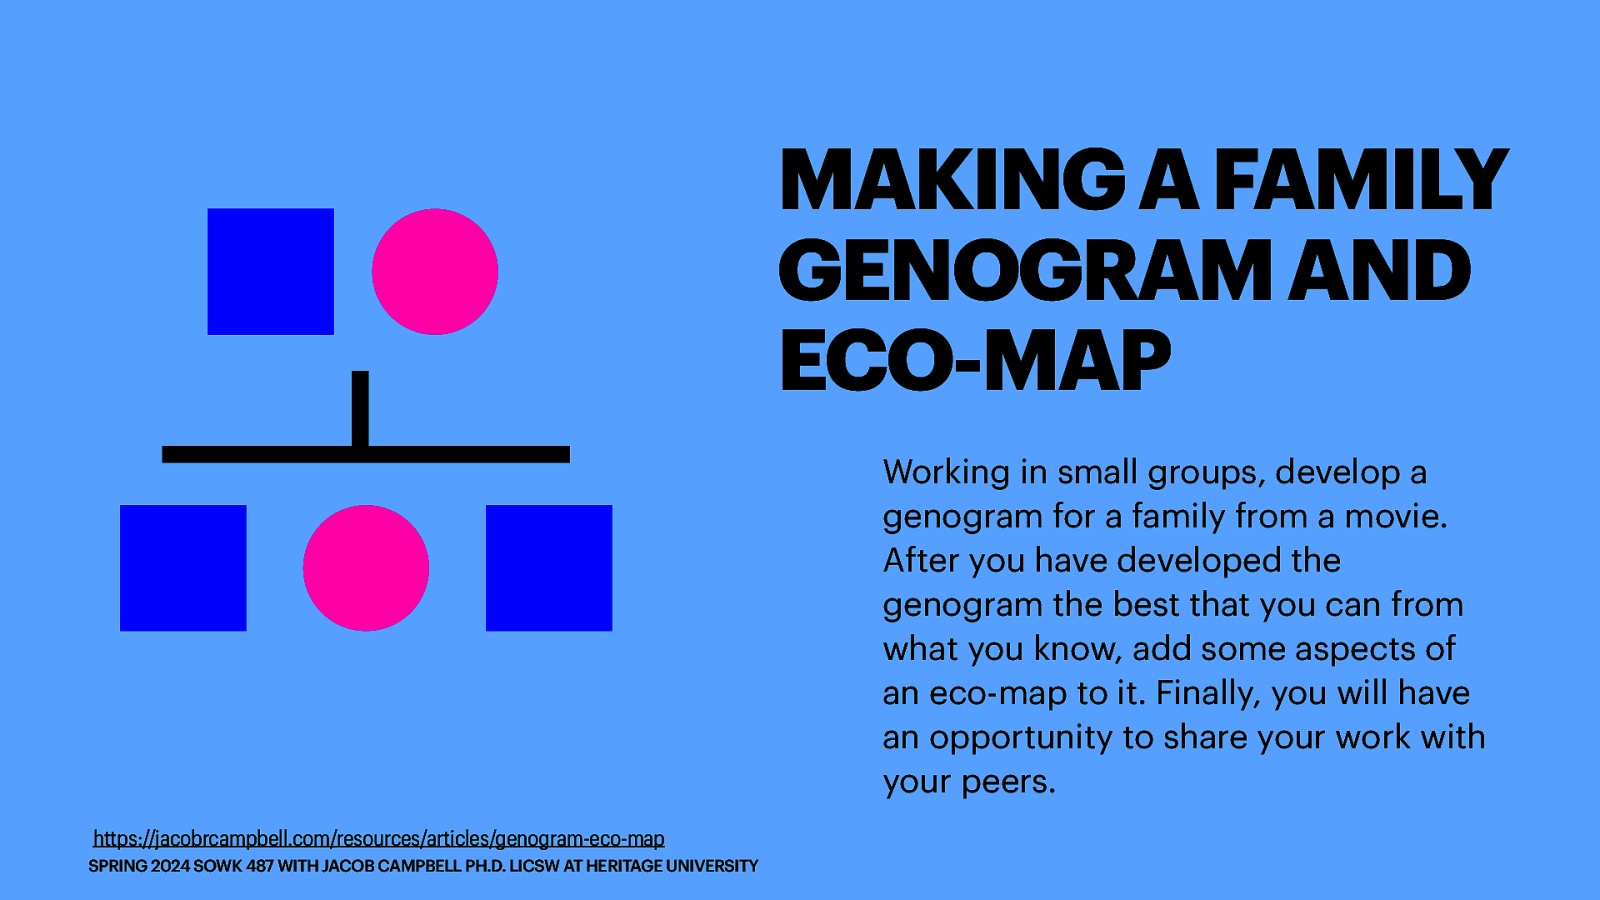 MAKING A FAMILY
GENOGRAM AND
ECO-MAP
Working in small groups, develop a
genogram for a family from a movie.
After you have developed the
genogram the best that you can from
what you know, add some aspects of
an eco-map to it. Finally, you will have
an opportunity to share your work with
your peers.
https://jacobrcampbell.com/resources/articles/genogram-eco-map
SPRING 2024 SOWK 487 WITH JACOB CAMPBELL PH.D. LICSW AT HERITAGE UNIVERSITY